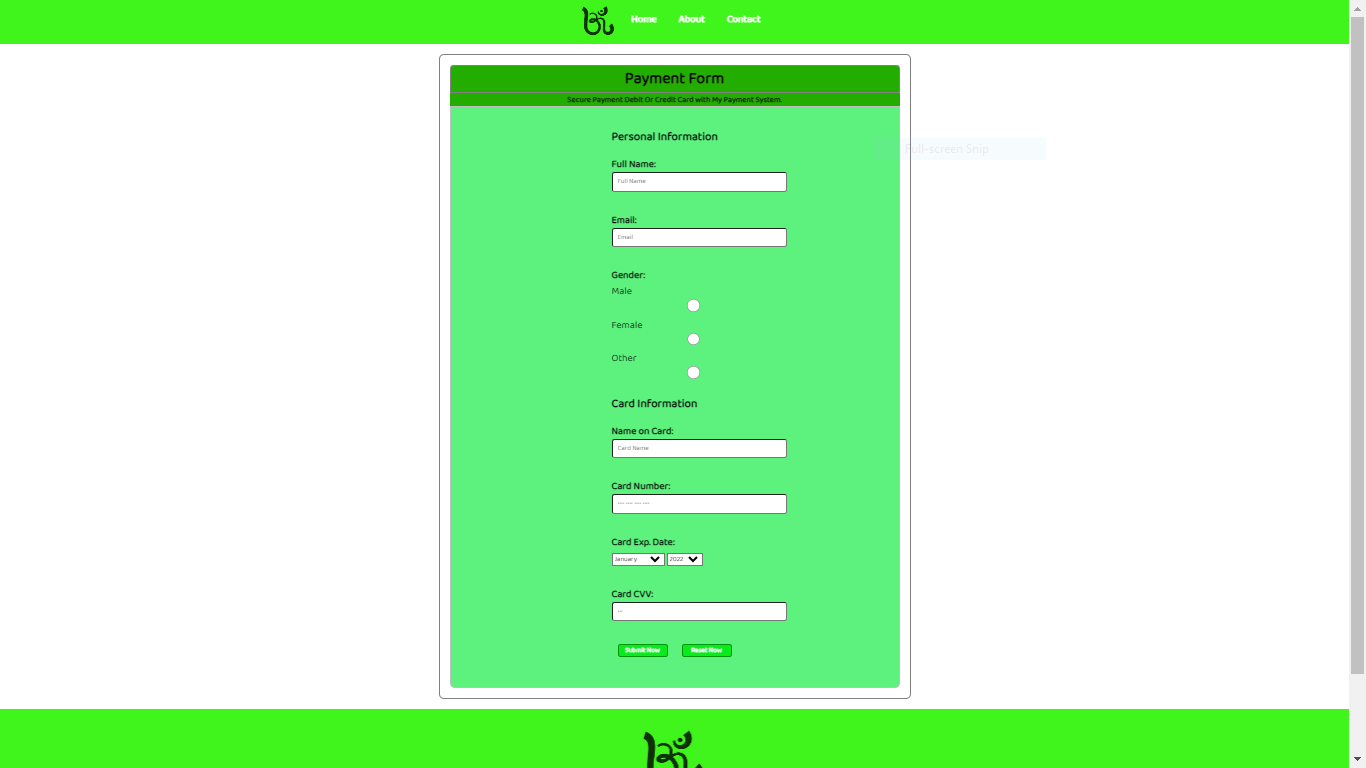 Home About Contact
Payment Form
Secure Payment Debit Or Credit Card with My Payment System.
Personal Information
Full-screen Snip
Full Name:
Full Name
Email:
Email
Gender:
Male
Female
Other
Card Information
Name on Card:
Card Name
Card Number:
---- ---- ---- ----
Card Exp. Date:
January 2022
Card CVV:
---
Submit Now Reset Now